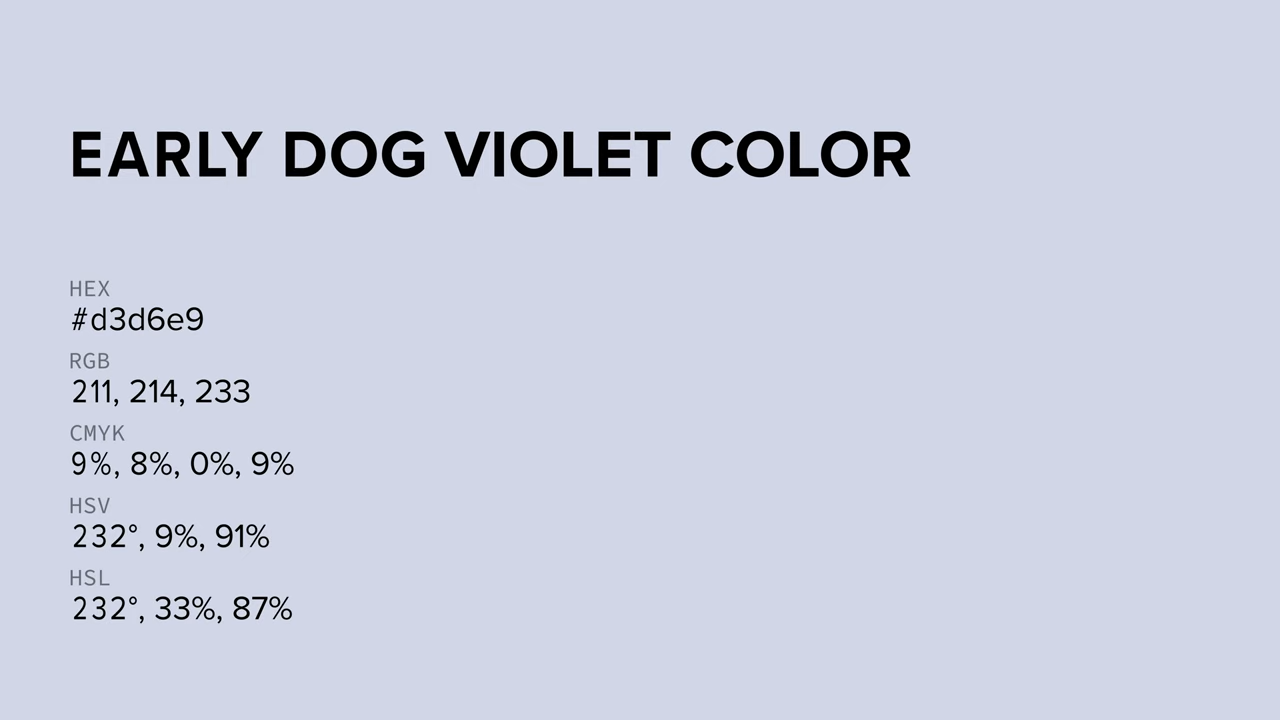 EARLY DOG VIOLET COLOR
HEX
#d3d6e9
RGB
211, 214, 233
CMYK
9%, 8%, 0%, 9%
HSV
232°, 9%, 91%
HSL
232°, 33%, 87%